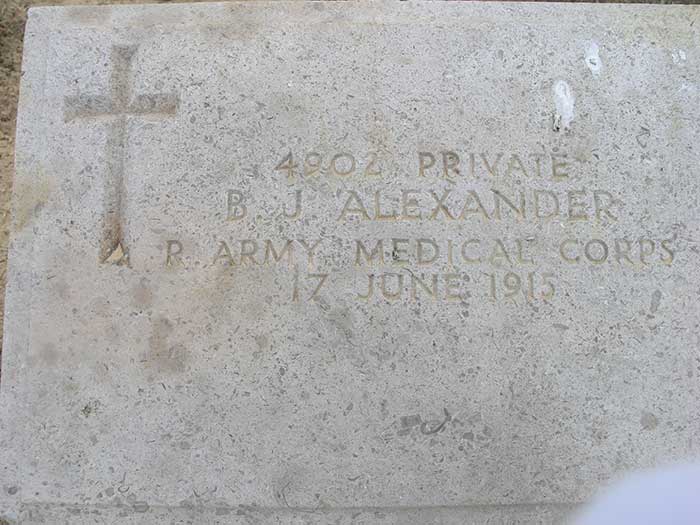 4902 PRIVATE
B. J. ALEXANDER
R. ARMY MEDICAL CORPS
17 JUNE 1915